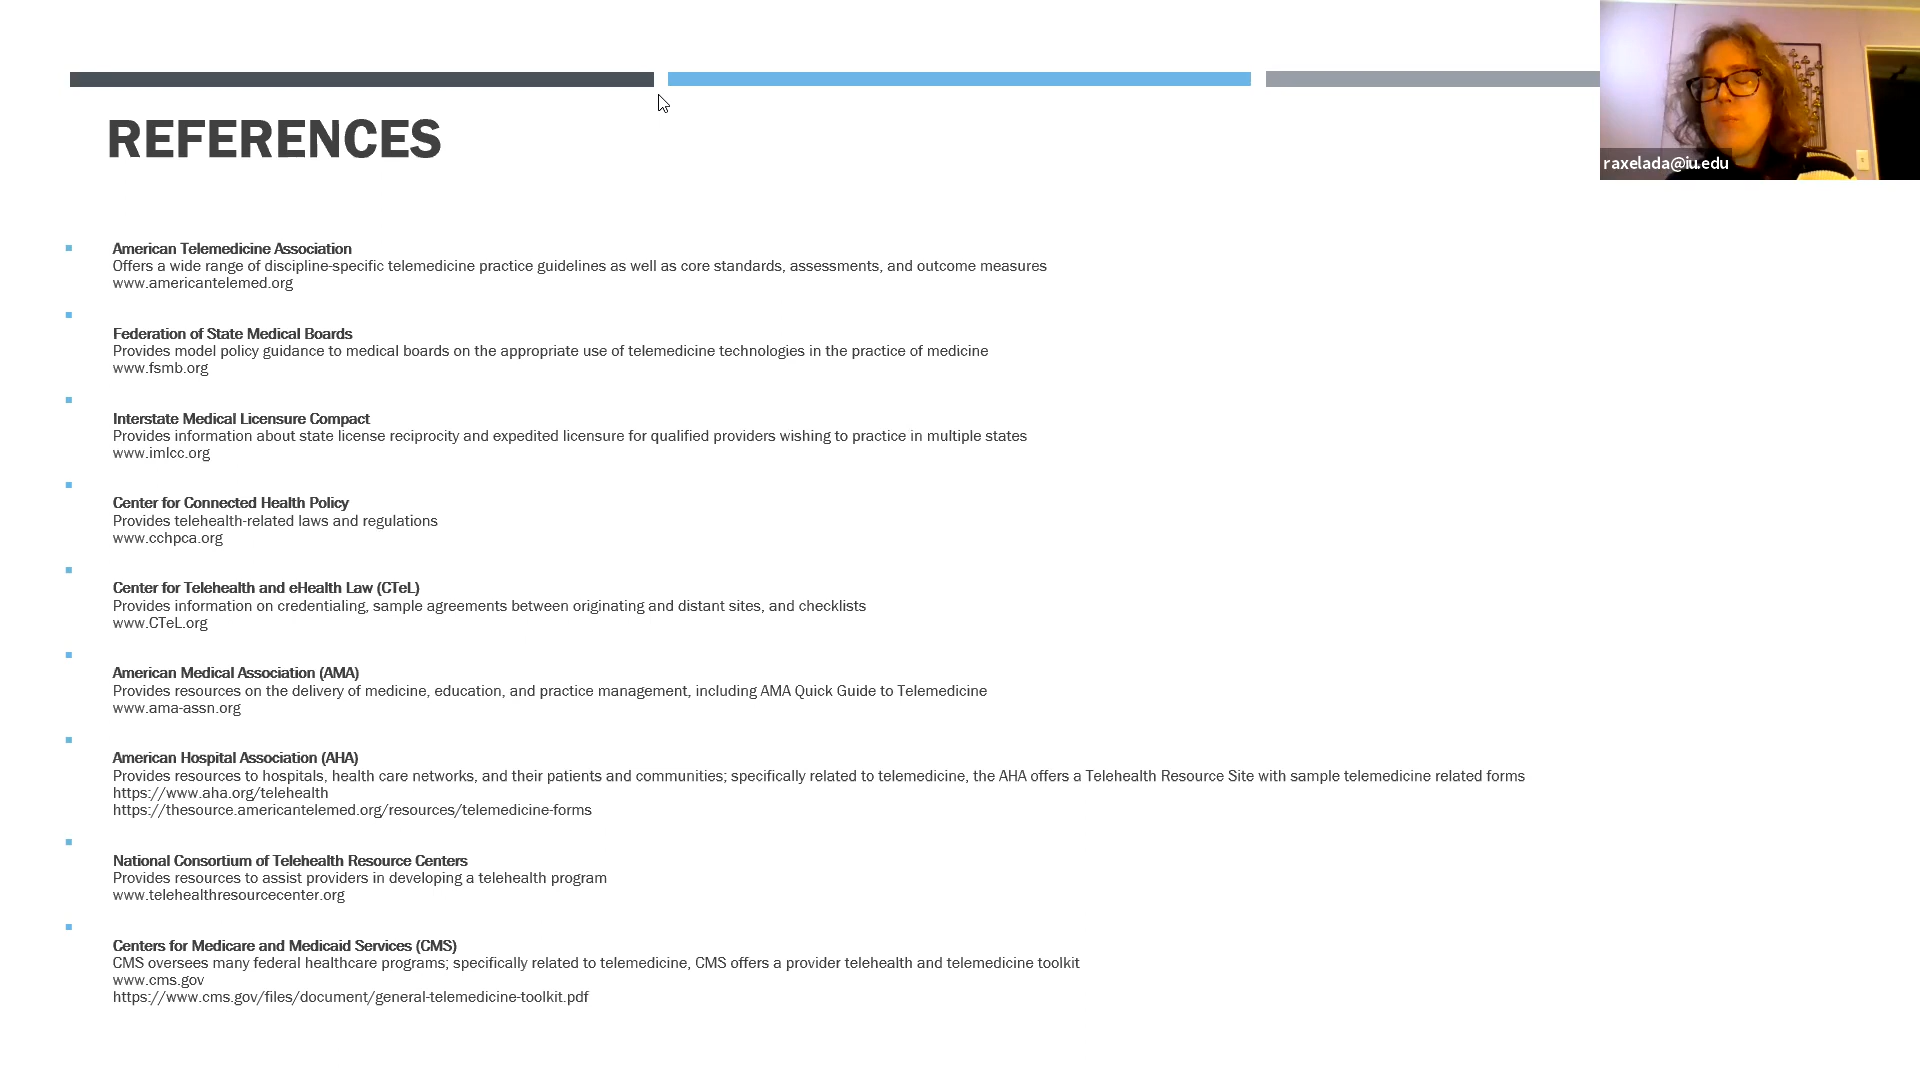 REFERENCES
raxelada@iu.edu
American Telemedicine Association
Offers a wide range of discipline-specific telemedicine practice guidelines as well as core standards, assessments, and outcome measures
www.americantelemed.org
Federation of State Medical Boards
Provides model policy guidance to medical boards on the appropriate use of telemedicine technologies in the practice of medicine
www.fsmb.org
Interstate Medical Licensure Compact
Provides information about state license reciprocity and expedited licensure for qualified providers wishing to practice in multiple states
www.imlcc.org
Center for Connected Health Policy
Provides telehealth-related laws and regulations
www.cchpca.org
Center for Telehealth and eHealth Law (CTeL)
Provides information on credentialing, sample agreements between originating and distant sites, and checklists
www.CTeL.org
American Medical Association (AMA)
Provides resources on the delivery of medicine, education, and practice management, including AMA Quick Guide to Telemedicine
www.ama-assn.org
American Hospital Association (AHA)
Provides resources to hospitals, health care networks, and their patients and communities; specifically related to telemedicine, the AHA offers a Telehealth Resource Site with sample telemedicine related forms
https://www.aha.org/telehealth
https://thesource.americantelemed.org/resources/telemedicine-forms
National Consortium of Telehealth Resource Centers
Provides resources to assist providers in developing a telehealth program
www.telehealthresourcecenter.org
Centers for Medicare and Medicaid Services (CMS)
CMS oversees many federal healthcare programs; specifically related to telemedicine, CMS offers a provider telehealth and telemedicine toolkit
www.cms.gov
https://www.cms.gov/files/document/general-telemedicine-toolkit.pdf